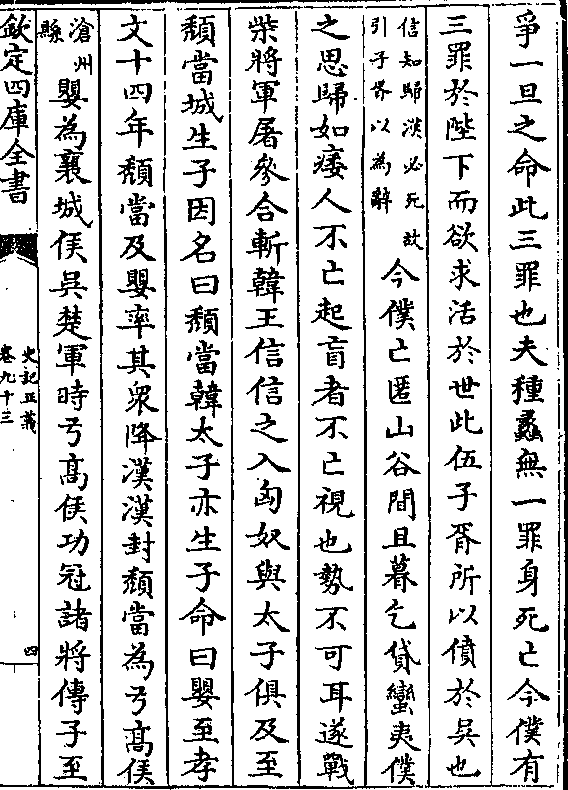 爭一旦之命此三罪也夫種蠡無一罪身死亡今僕有
三罪於陛下而欲求活於世此伍子胥所以僨於吳也
信知歸漢必死故
引子胥以為辭
今僕亡匿山谷間旦暮乞貸蠻夷僕
之思歸如痿人不亡起盲者不亡視也勢不可耳遂戰
柴將軍屠參合斬韓王信信之入匈奴與太子俱及至
頽當城生子因名曰頽當韓太子亦生子命曰嬰至孝
文十四年頽當及嬰率其衆降漢漢封頽當為弓髙侯
滄州
縣
嬰為襄城侯吳楚軍時弓髙侯功冠諸將傳子至
欽定四庫全書
史記正義
卷九十三
四